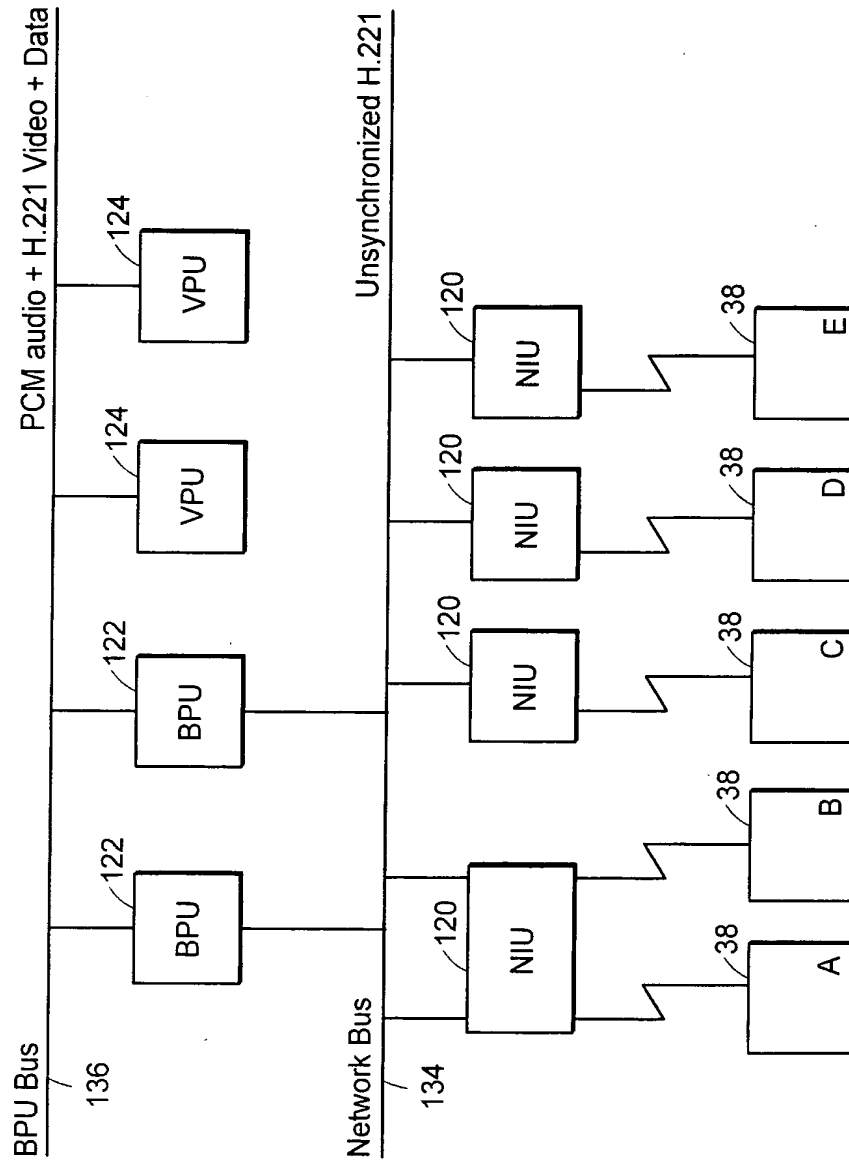 BPU Bus
136
PCM audio + H.221 Video + Data
122
BPU
122
BPU
124
VPU
124
VPU
Network Bus
134
Unsynchronized H.221
120
NIU
120
NIU
120
NIU
120
NIU
38
A
38
B
38
C
38
D
38
E